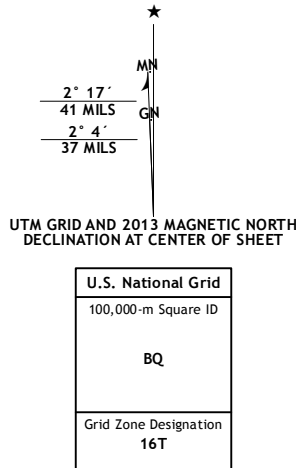 ★
MN
2° 17´
41 MILS
GN
2° 4´
37 MILS
UTM GRID AND 2013 MAGNETIC NORTH
DECLINATION AT CENTER OF SHEET
U.S. National Grid
100,000-m Square ID
BQ
Grid Zone Designation
16T